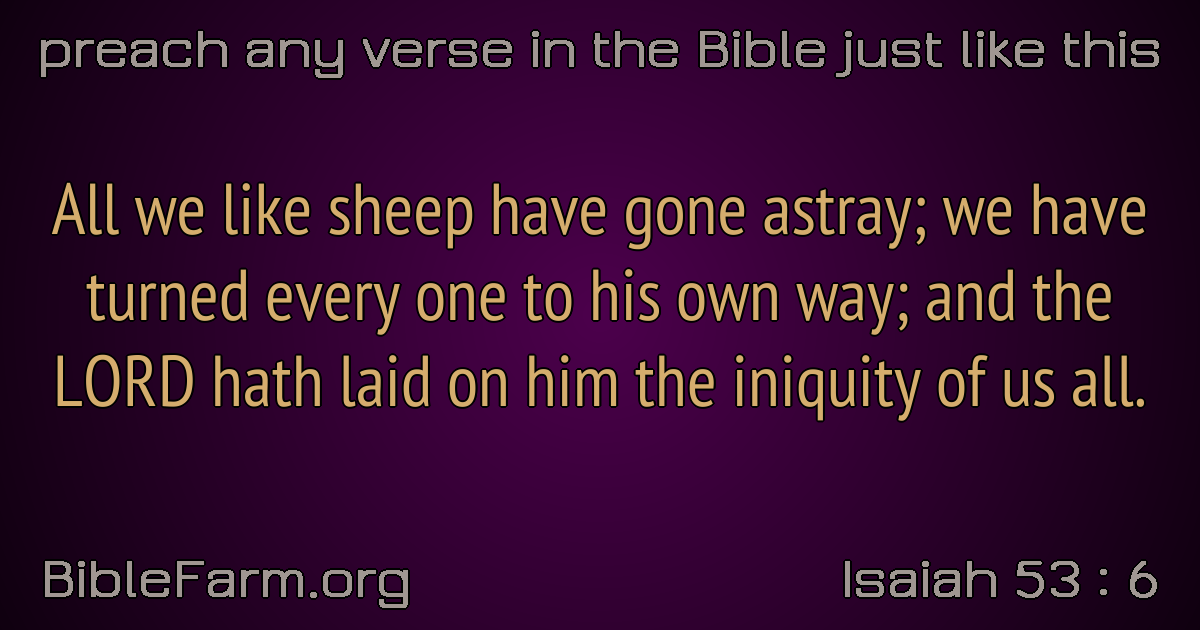 preach any verse in the Bible just like this
All we like sheep have gone astray; we have
turned every one to his own way; and the
LORD hath laid on him the iniquity of us all.
BibleFarm.org
Isaiah 53 : 6